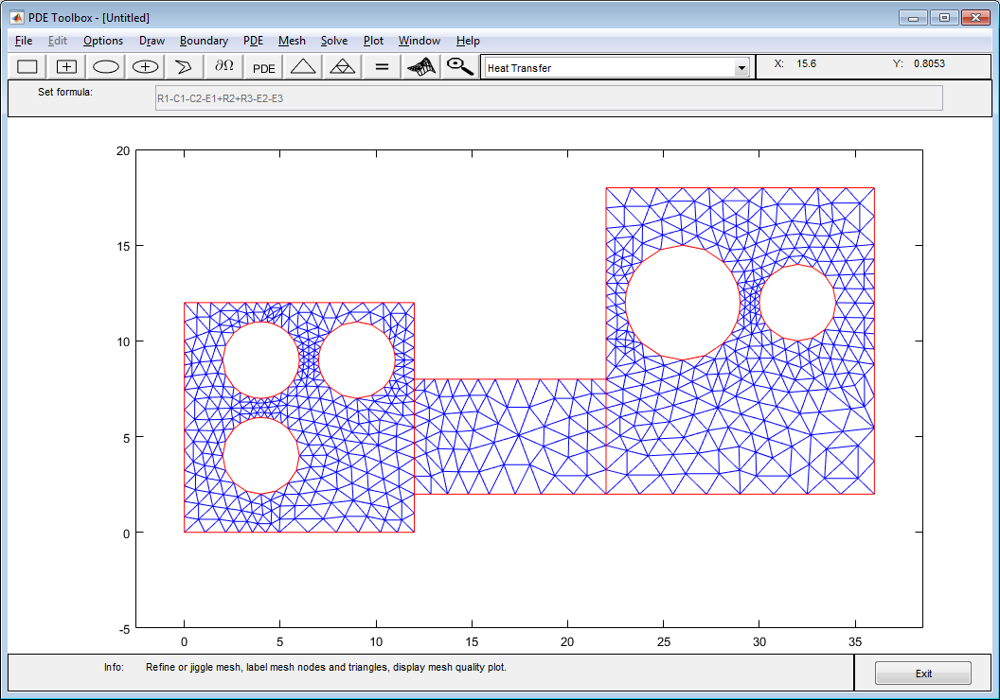 PDE Toolbox - [Untitled]
File Edit Options Draw Boundary PDE Mesh Solve Plot Window Help
∂Ω PDE = Heat Transfer X: 15.6 Y: 0.8053
Set formula: R1-C1-C2-E1+R2+R3-E2-E3
20
15
10
5
0
-5
0 5 10 15 20 25 30 35
Info: Refine or jiggle mesh, label mesh nodes and triangles, display mesh quality plot. Exit